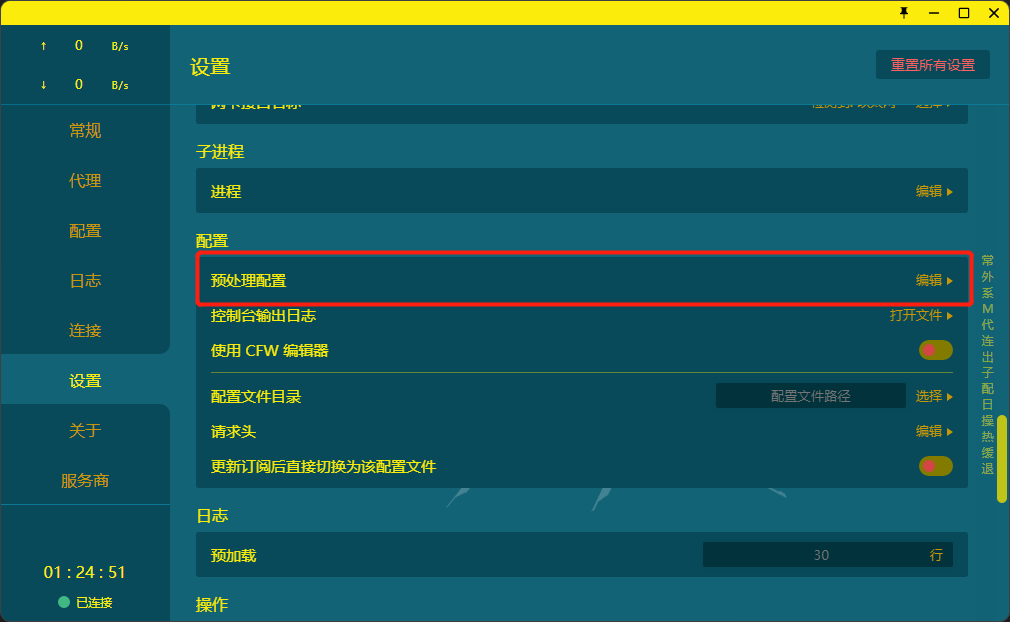 ↑ 0 B/s
↓ 0 B/s
常规
代理
配置
日志
连接
设置
关于
服务商
01 : 24 : 51
已连接
设置
重置所有设置
子进程
进程 编辑
配置
预处理配置 编辑
控制台输出日志 打开文件
使用 CFW 编辑器
配置文件目录 配置文件路径 选择
请求头 编辑
更新订阅后直接切换为该配置文件
日志
预加载 30 行
操作
常
外
系
M
代
连
出
子
配
日
操
热
缓
退